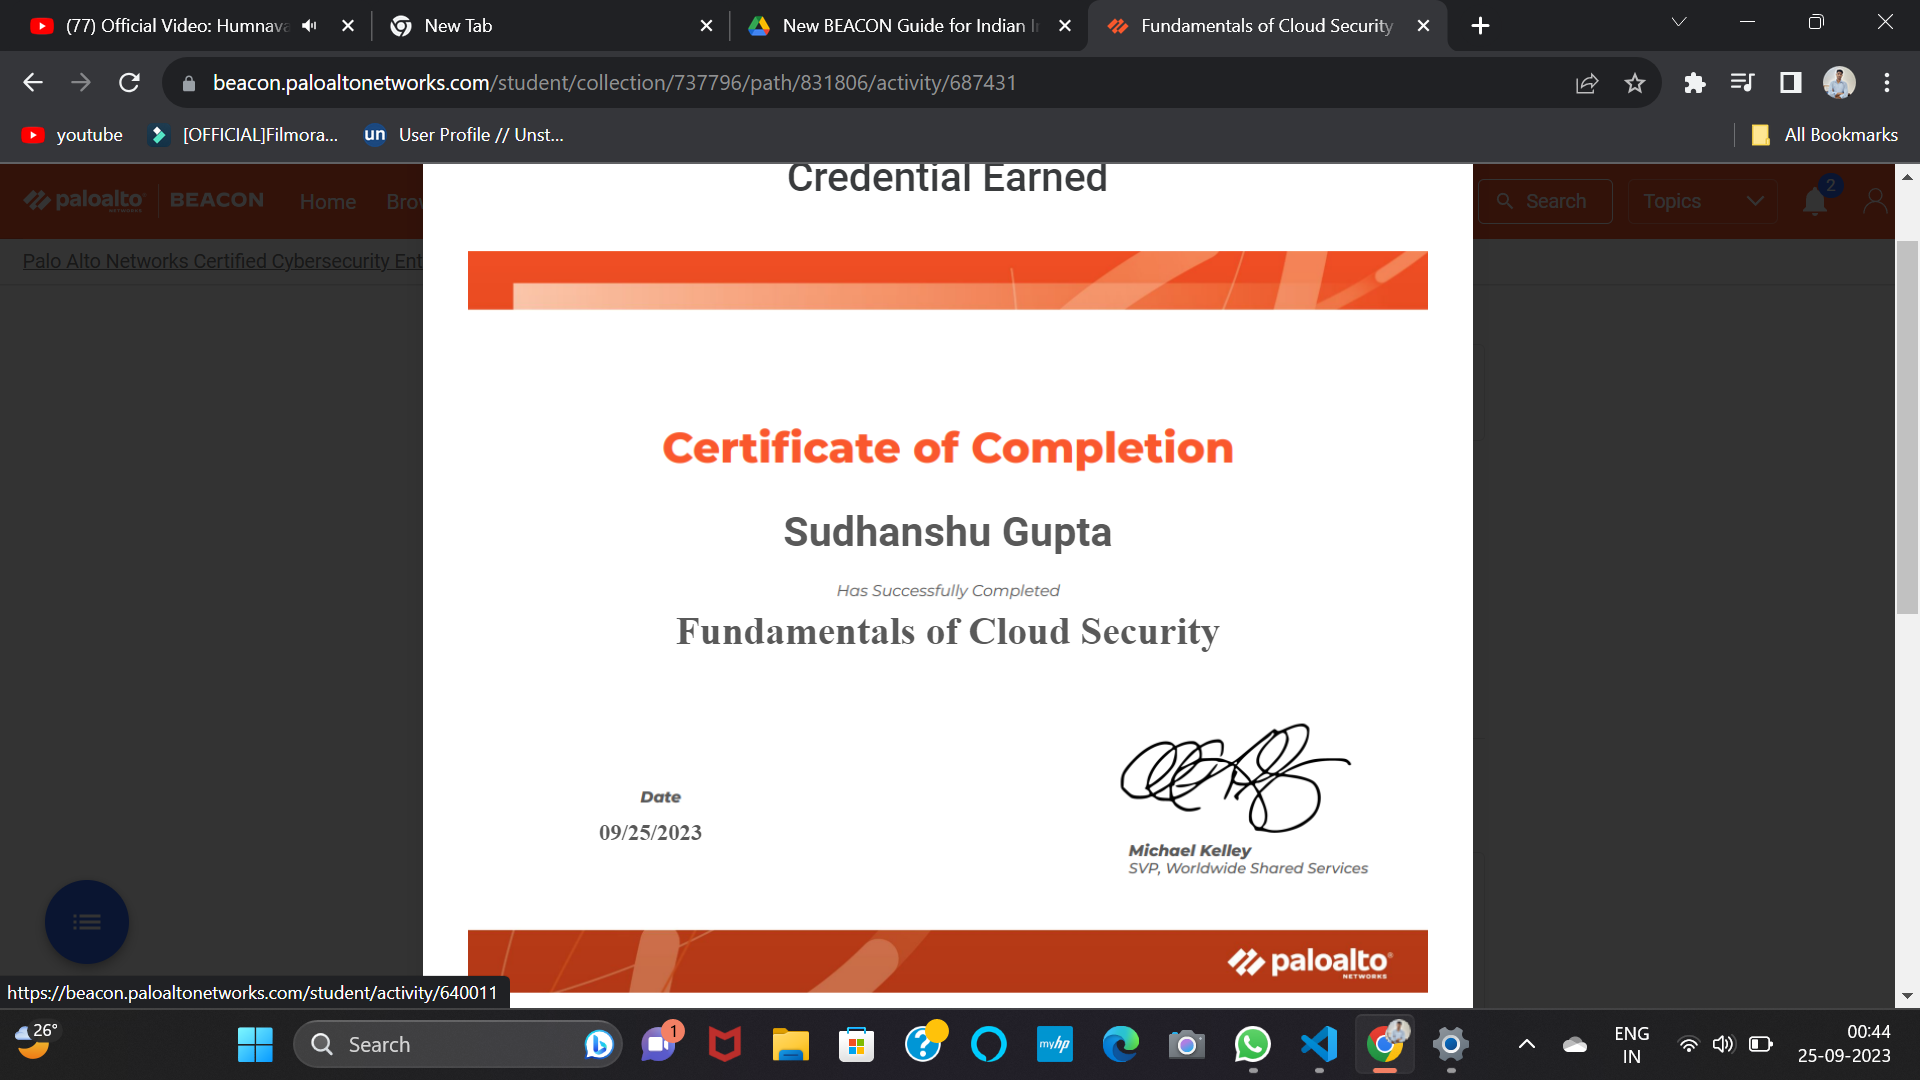 (77) Official Video: Humnava
New Tab
New BEACON Guide for Indian I
Fundamentals of Cloud Security
beacon.paloaltonetworks.com/student/collection/737796/path/831806/activity/687431
youtube
[OFFICIAL]Filmora...
un
User Profile // Unst...
All Bookmarks
paloalto NETWORKS
BEACON
Home
Brov
Credential Earned
Search
Topics
2
Palo Alto Networks Certified Cybersecurity Ent
Certificate of Completion
Sudhanshu Gupta
Has Successfully Completed
Fundamentals of Cloud Security
Date
09/25/2023
Michael Kelley
SVP, Worldwide Shared Services
paloalto
NETWORKS
https://beacon.paloaltonetworks.com/student/activity/640011
26°
Search
1
myhp
ENG
IN
00:44
25-09-2023